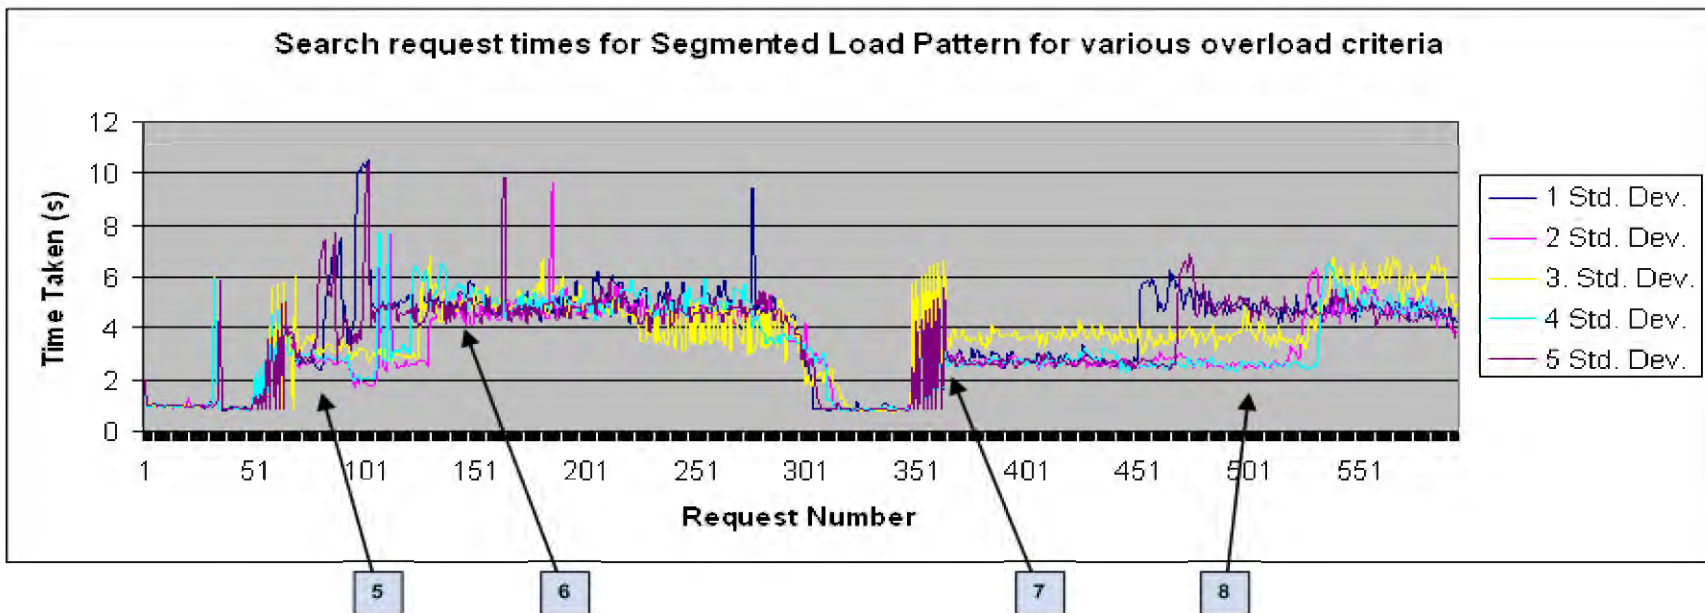 Search request times for Segmented Load Pattern for various overload criteria
Time Taken (s)
12
10
8
6
4
2
0
1 51 101 151 201 251 301 351 401 451 501 551
Request Number
1 Std. Dev.
2 Std. Dev.
3. Std. Dev.
4 Std. Dev.
5 Std. Dev.
5 6 7 8